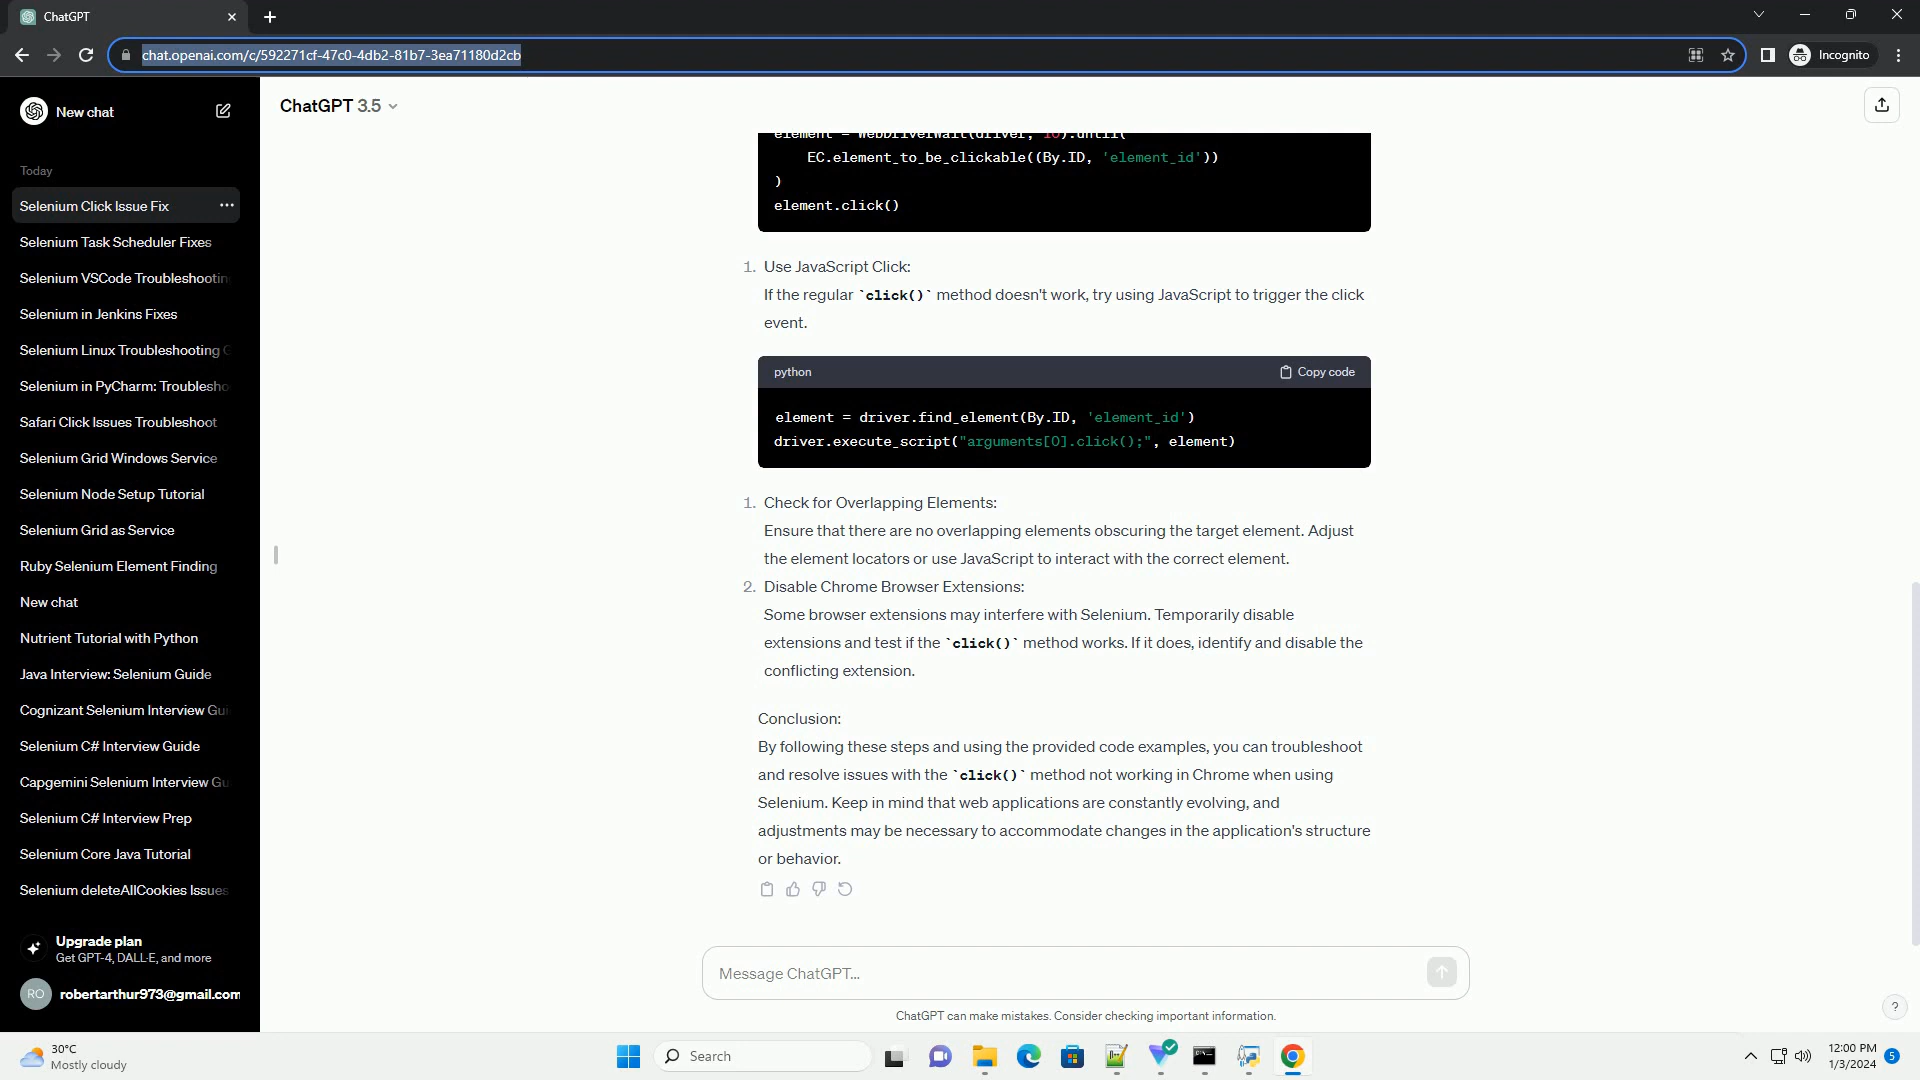 ChatGPT
chat.openai.com/c/592271cf-47c0-4db2-81b7-3ea71180d2cb
Incognito
New chat
Today
Selenium Click Issue Fix
Selenium Task Scheduler Fixes
Selenium VSCode Troubleshootin
Selenium in Jenkins Fixes
Selenium Linux Troubleshooting G
Selenium in PyCharm: Troublesho
Safari Click Issues Troubleshoot
Selenium Grid Windows Service
Selenium Node Setup Tutorial
Selenium Grid as Service
Ruby Selenium Element Finding
New chat
Nutrient Tutorial with Python
Java Interview: Selenium Guide
Cognizant Selenium Interview Gui
Selenium C# Interview Guide
Capgemini Selenium Interview Gu
Selenium C# Interview Prep
Selenium Core Java Tutorial
Selenium deleteAllCookies Issues
Upgrade plan
Get GPT-4, DALL·E, and more
RO
robertarthur973@gmail.com
ChatGPT 3.5
element = WebDriverWait(driver, 10).until(
EC.element_to_be_clickable((By.ID, 'element_id'))
)
element.click()
1. Use JavaScript Click:
If the regular `click()` method doesn't work, try using JavaScript to trigger the click
event.
python
Copy code
element = driver.find_element(By.ID, 'element_id')
driver.execute_script("arguments[0].click();", element)
1. Check for Overlapping Elements:
Ensure that there are no overlapping elements obscuring the target element. Adjust
the element locators or use JavaScript to interact with the correct element.
2. Disable Chrome Browser Extensions:
Some browser extensions may interfere with Selenium. Temporarily disable
extensions and test if the `click()` method works. If it does, identify and disable the
conflicting extension.
Conclusion:
By following these steps and using the provided code examples, you can troubleshoot
and resolve issues with the `click()` method not working in Chrome when using
Selenium. Keep in mind that web applications are constantly evolving, and
adjustments may be necessary to accommodate changes in the application's structure
or behavior.
Message ChatGPT...
ChatGPT can make mistakes. Consider checking important information.
?
30°C
Mostly cloudy
Search
12:00 PM
1/3/2024
5